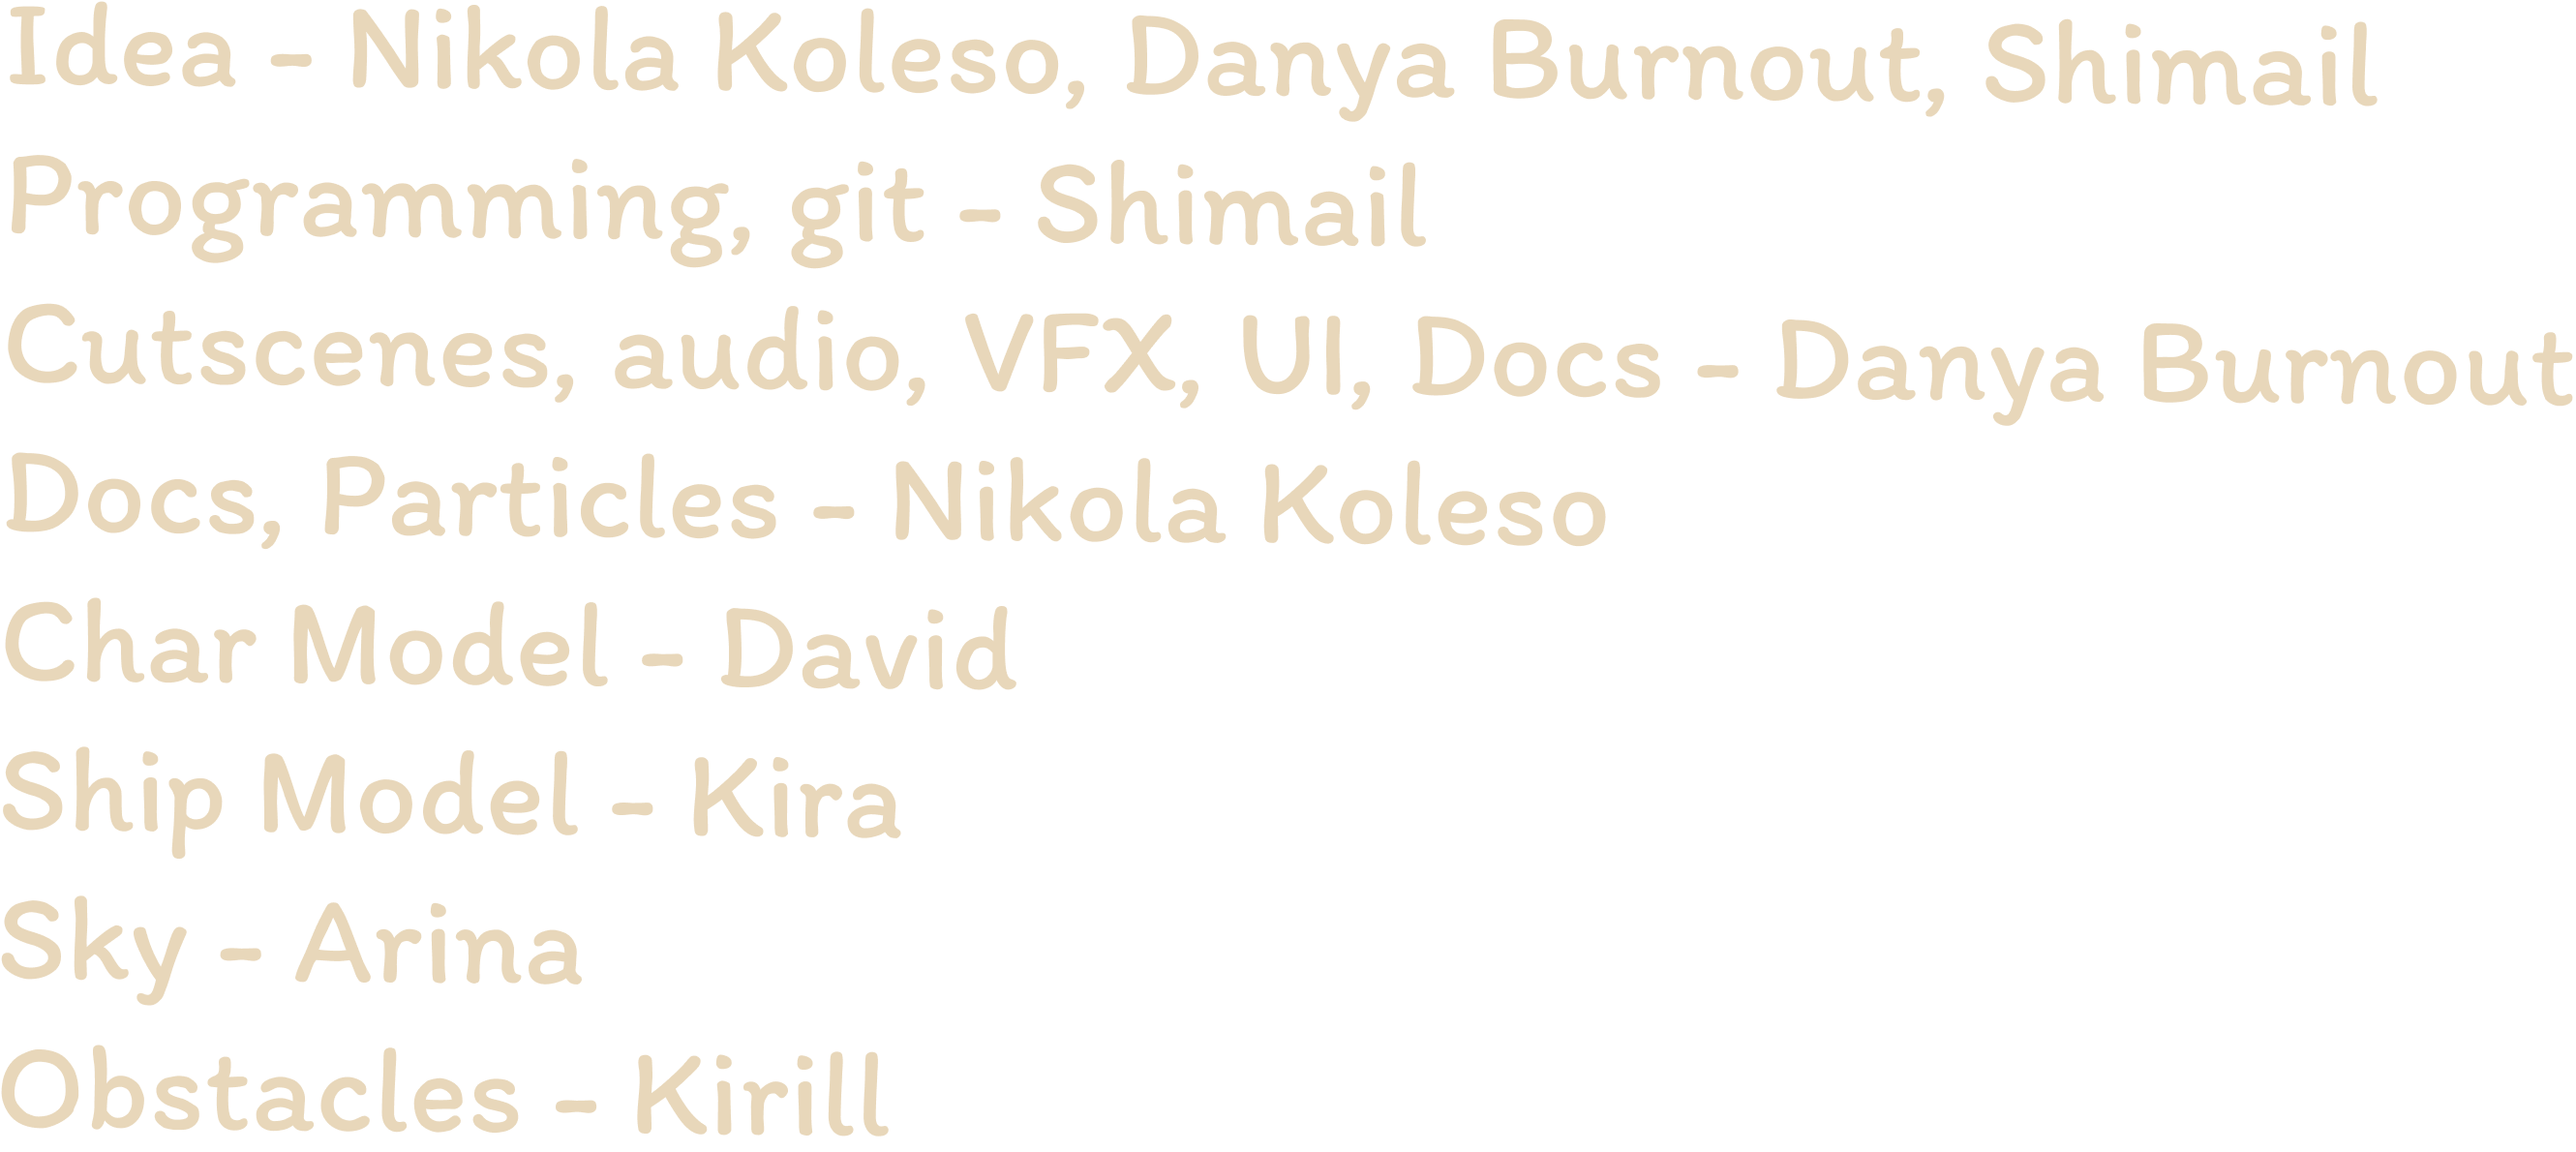 Idea - Nikola Koleso, Danya Burnout, Shimail
Programming, git - Shimail
Cutscenes, audio, VFX, UI, Docs - Danya Burnout
Docs, Particles - Nikola Koleso
Char Model - David
Ship Model - Kira
Sky - Arina
Obstacles - Kirill